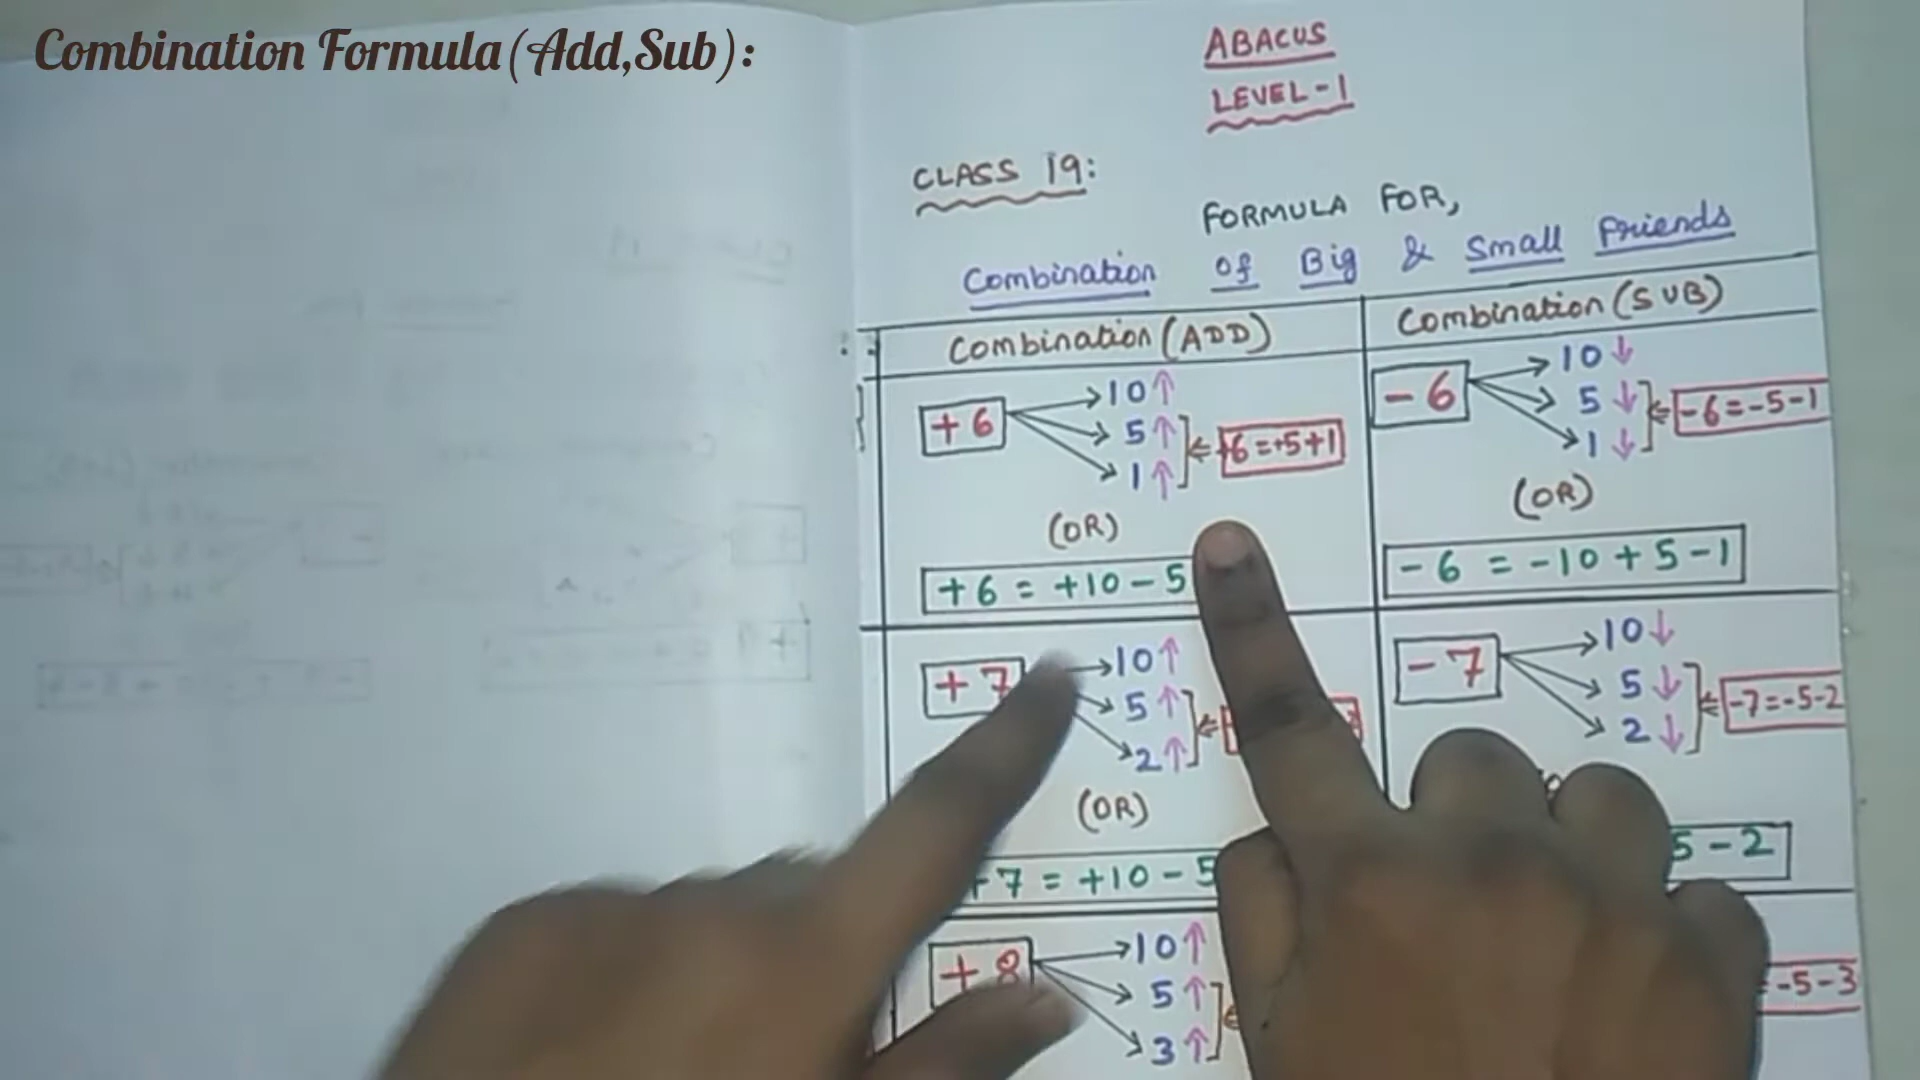 Combination Formula(Add,Sub):
ABACUS
LEVEL-1
CLASS 19:
FORMULA FOR,
Combination of Big & Small Friends
Combination (ADD)
+6
10↑
5↑
1↑
+6=+5+1
(OR)
+6 = +10-5
+7
10↑
5↑
2↑
(OR)
+7 = +10-5
+8
10↑
5↑
3↑
Combination (SUB)
-6
10↓
5↓
1↓
-6=-5-1
(OR)
-6 = -10+5-1
-7
10↓
5↓
2↓
-7=-5-2
5-2
-5-3